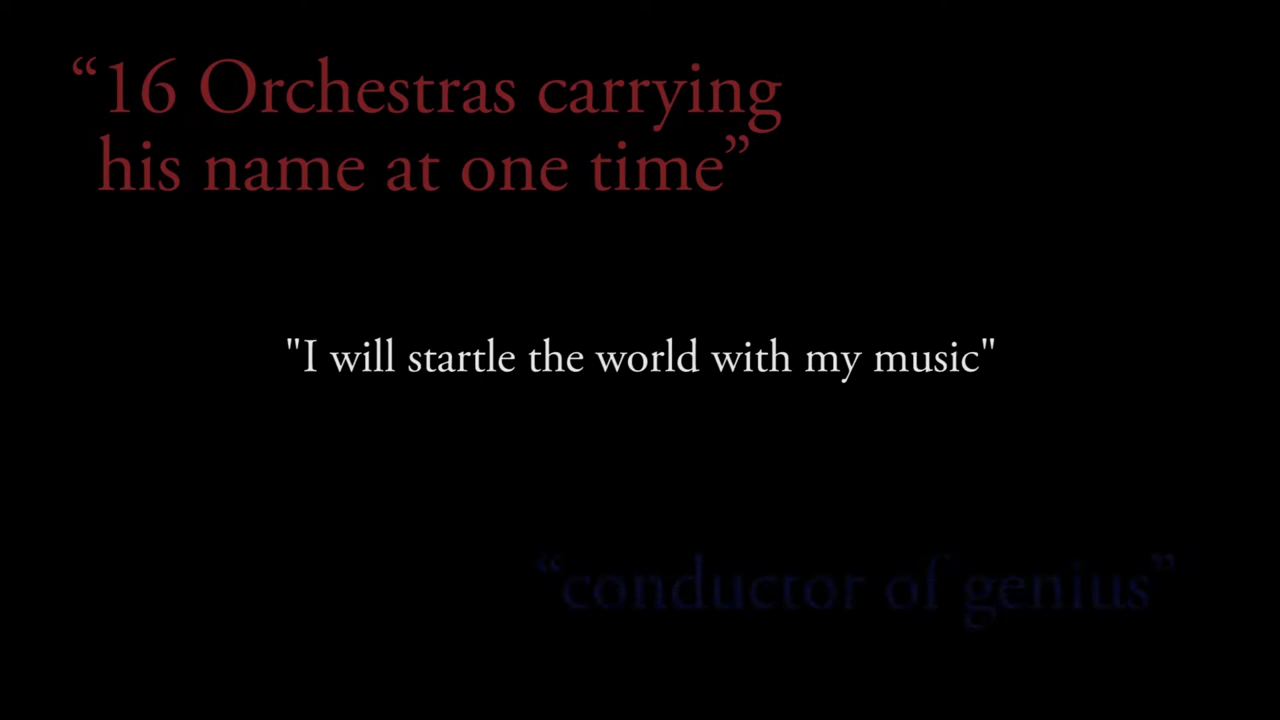 “16 Orchestras carrying
his name at one time”
"I will startle the world with my music"
“conductor of genius”